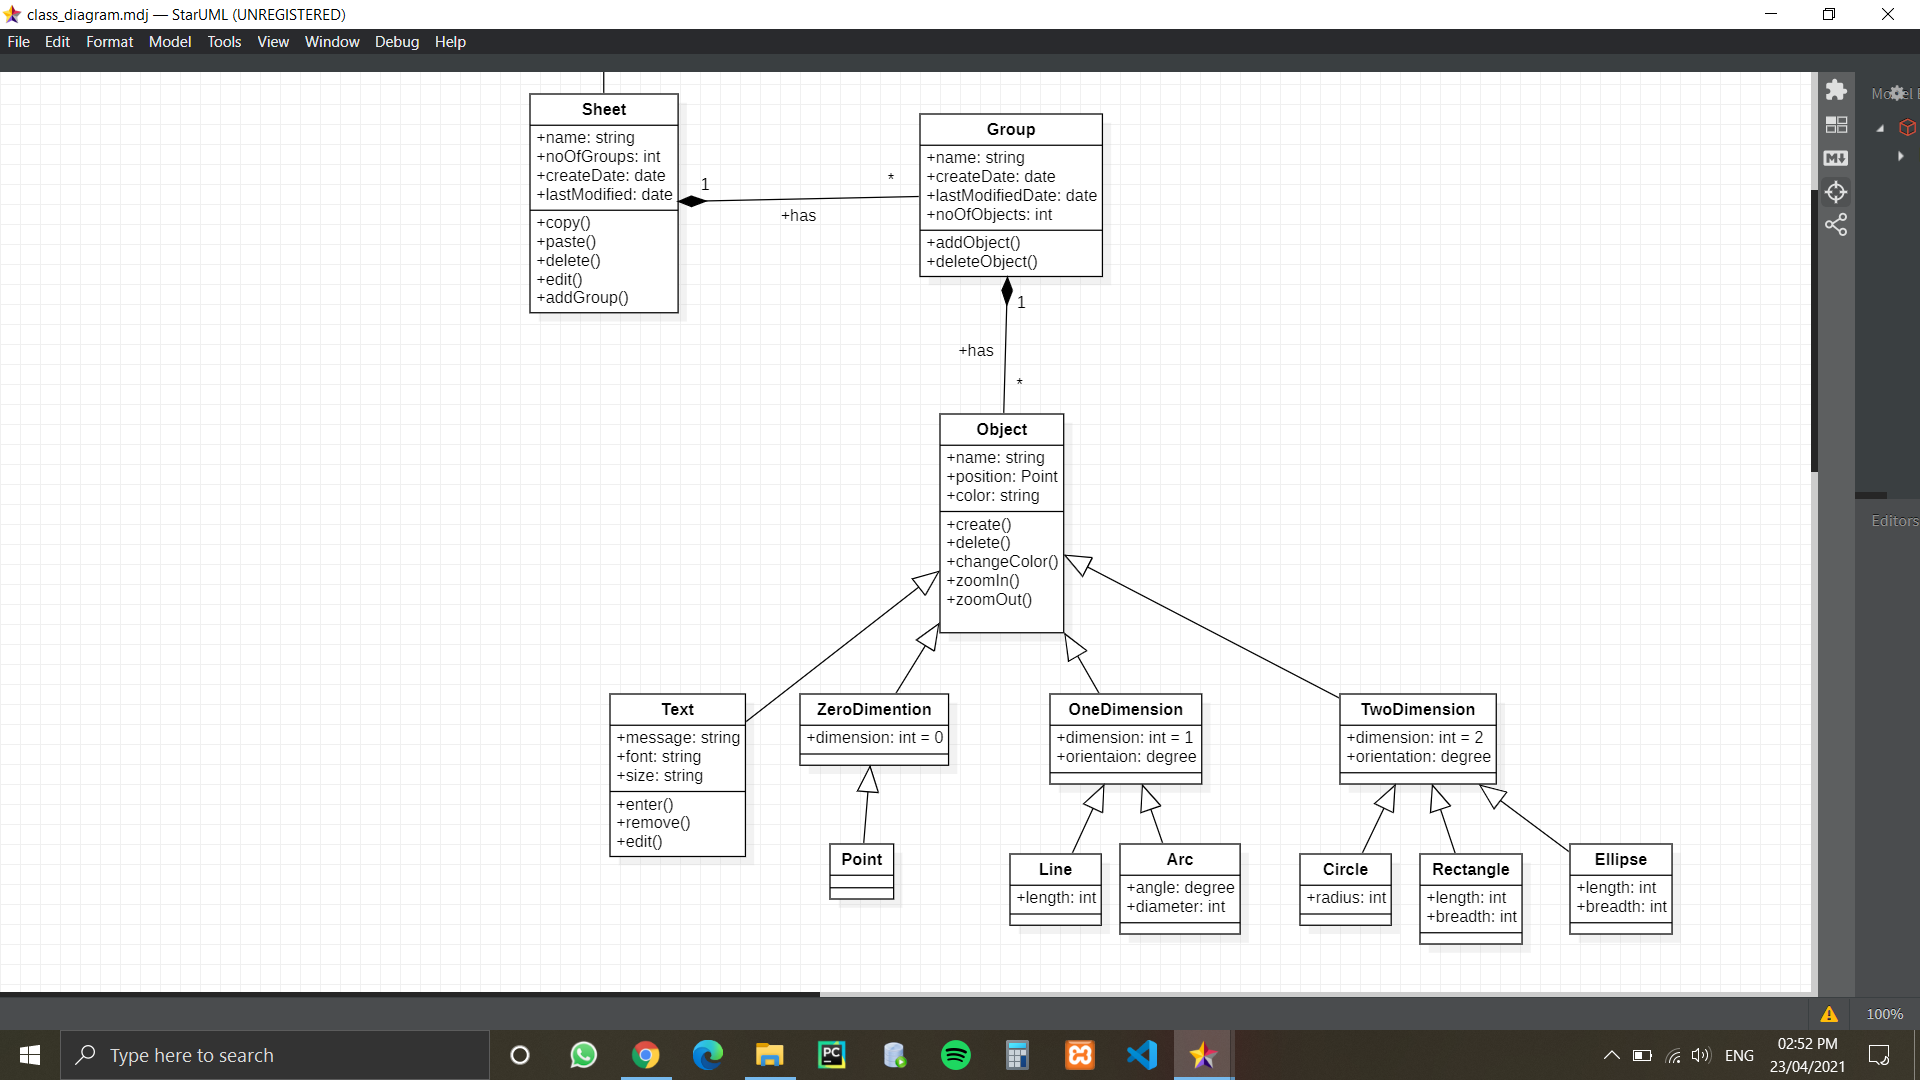 class_diagram.mdj — StarUML (UNREGISTERED)
File Edit Format Model Tools View Window Debug Help
Sheet
+name: string
+noOfGroups: int
+createDate: date
+lastModified: date
+copy()
+paste()
+delete()
+edit()
+addGroup()
1
*
+has
Group
+name: string
+createDate: date
+lastModifiedDate: date
+noOfObjects: int
+addObject()
+deleteObject()
1
+has
*
Object
+name: string
+position: Point
+color: string
+create()
+delete()
+changeColor()
+zoomIn()
+zoomOut()
Text
+message: string
+font: string
+size: string
+enter()
+remove()
+edit()
ZeroDimention
+dimension: int = 0
Point
OneDimension
+dimension: int = 1
+orientaion: degree
Line
+length: int
Arc
+angle: degree
+diameter: int
TwoDimension
+dimension: int = 2
+orientation: degree
Circle
+radius: int
Rectangle
+length: int
+breadth: int
Ellipse
+length: int
+breadth: int
Editors
100%
Type here to search
PC
ENG
02:52 PM
23/04/2021